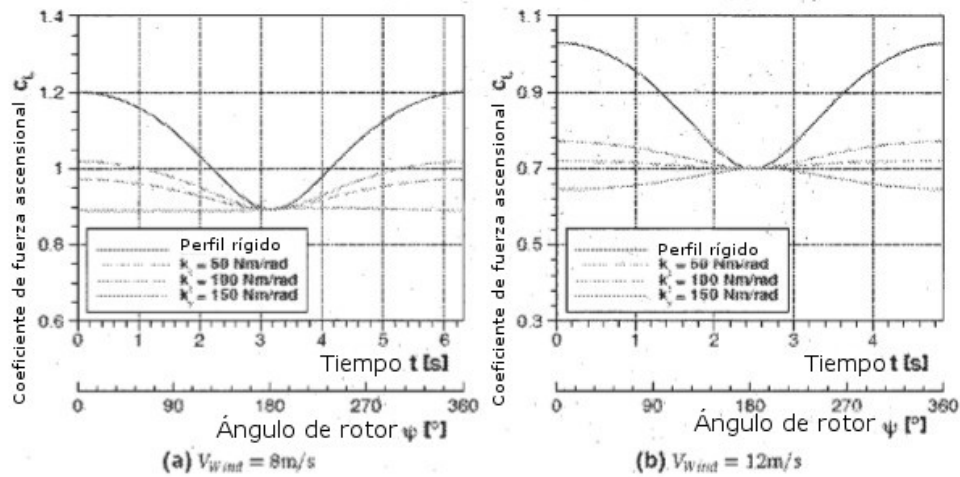 Coeficiente de fuerza ascensional C_L
1.4
1.2
1
0.8
0.6
Perfil rígido
k = 50 Nm/rad
k = 100 Nm/rad
k = 150 Nm/rad
0 1 2 3 4 5 6
Tiempo t [s]
0 90 180 270 360
Ángulo de rotor ψ [°]
(a) V_Wind = 8m/s
Coeficiente de fuerza ascensional C_L
1.1
0.9
0.7
0.5
0.3
Perfil rígido
k = 50 Nm/rad
k = 100 Nm/rad
k = 150 Nm/rad
0 1 2 3 4
Tiempo t [s]
0 90 180 270 360
Ángulo de rotor ψ [°]
(b) V_Wind = 12m/s